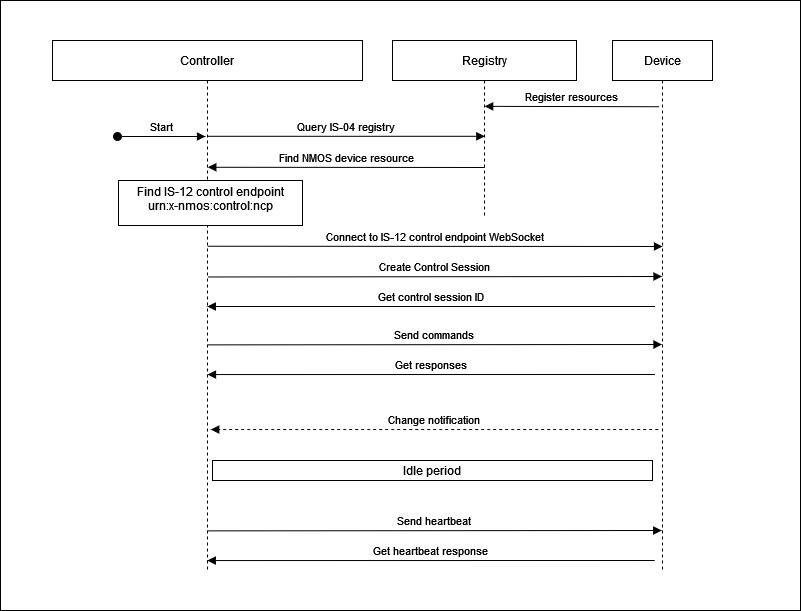 Controller
Registry
Device
Register resources
Start
Query IS-04 registry
Find NMOS device resource
Find IS-12 control endpoint
urn:x-nmos:control:ncp
Connect to IS-12 control endpoint WebSocket
Create Control Session
Get control session ID
Send commands
Get responses
Change notification
Idle period
Send heartbeat
Get heartbeat response